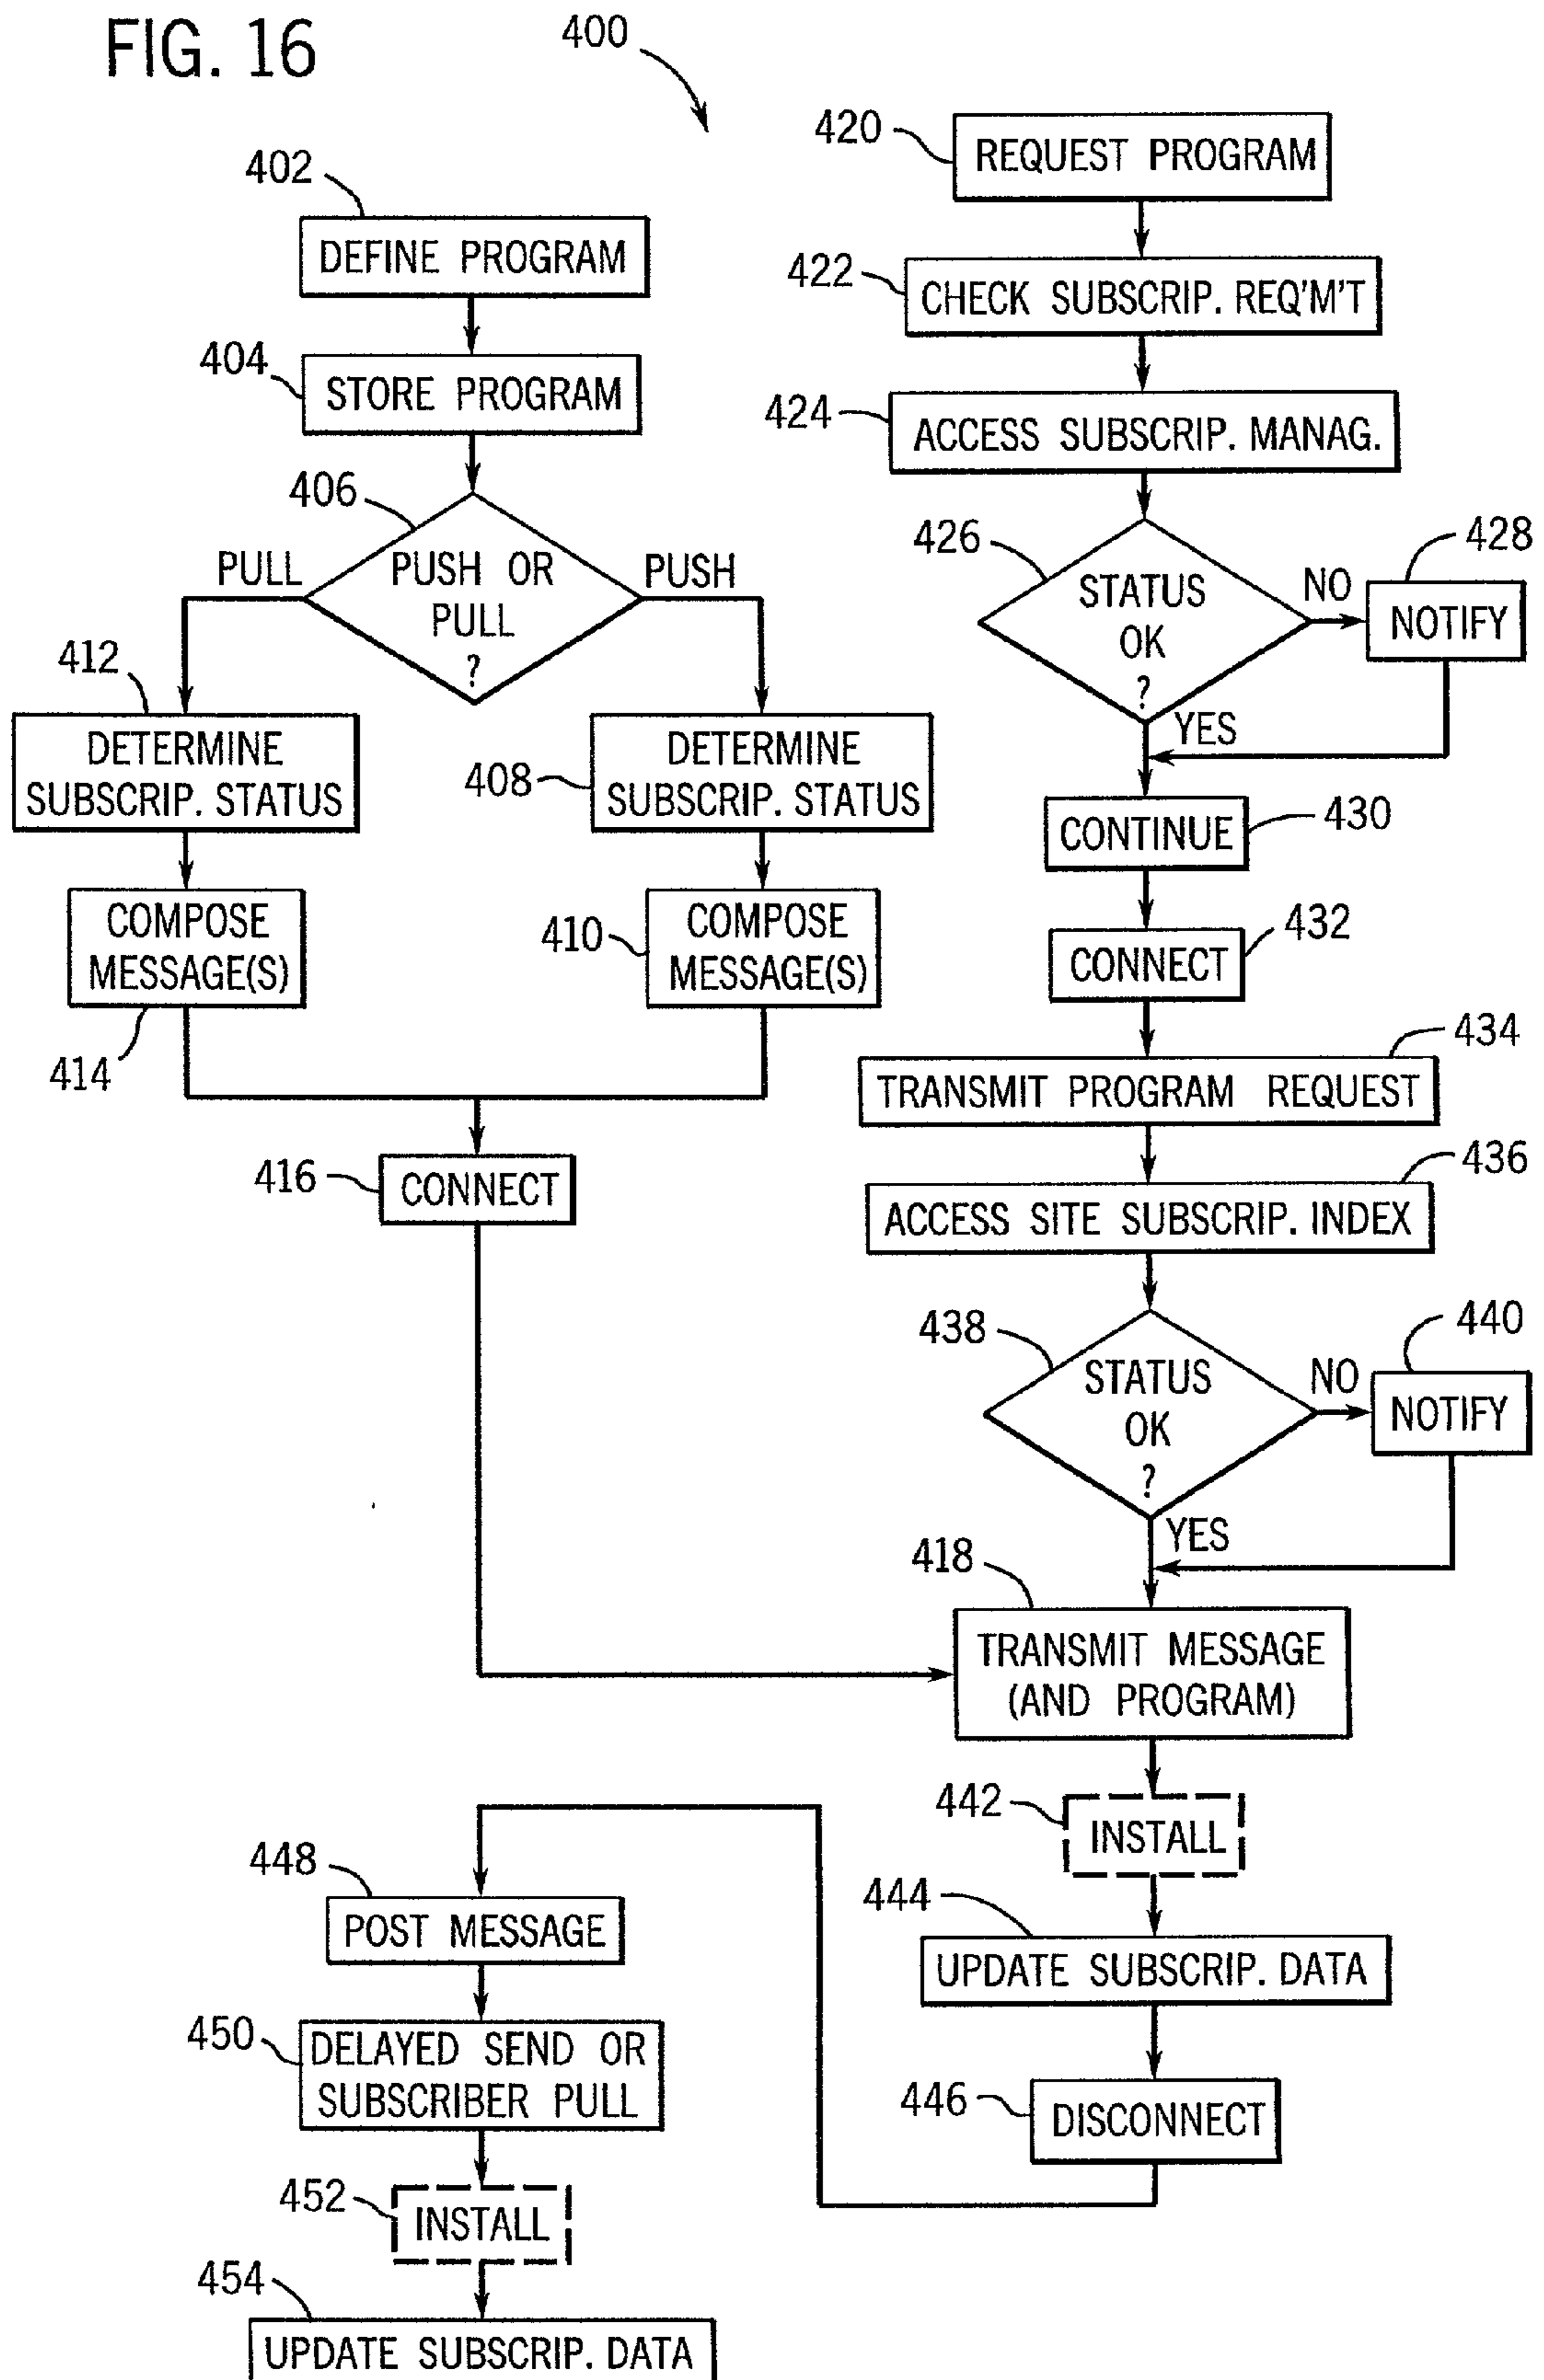 FIG. 16
400
402
DEFINE PROGRAM
404
STORE PROGRAM
406
PUSH OR
PULL
?
PULL
PUSH
412
DETERMINE
SUBSCRIP. STATUS
408
DETERMINE
SUBSCRIP. STATUS
COMPOSE
MESSAGE(S)
414
410
COMPOSE
MESSAGE(S)
416
CONNECT
420
REQUEST PROGRAM
422
CHECK SUBSCRIP. REQ'M'T
424
ACCESS SUBSCRIP. MANAG.
426
STATUS
OK
?
NO
428
NOTIFY
YES
CONTINUE
430
CONNECT
432
434
TRANSMIT PROGRAM REQUEST
436
ACCESS SITE SUBSCRIP. INDEX
438
STATUS
OK
?
NO
440
NOTIFY
YES
418
TRANSMIT MESSAGE
(AND PROGRAM)
442
INSTALL
444
UPDATE SUBSCRIP. DATA
446
DISCONNECT
448
POST MESSAGE
450
DELAYED SEND OR
SUBSCRIBER PULL
452
INSTALL
454
UPDATE SUBSCRIP. DATA